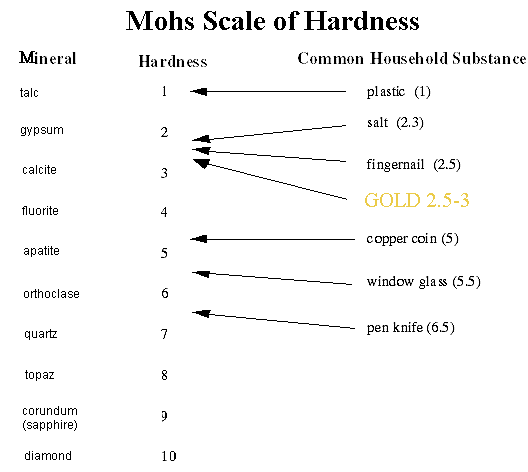 Mohs Scale of Hardness
Mineral Hardness Common Household Substance
talc 1 plastic (1)
gypsum 2 salt (2.3)
fingernail (2.5)
calcite 3
GOLD 2.5-3
fluorite 4
apatite 5 copper coin (5)
orthoclase 6 window glass (5.5)
quartz 7 pen knife (6.5)
topaz 8
corundum 9
(sapphire)
diamond 10